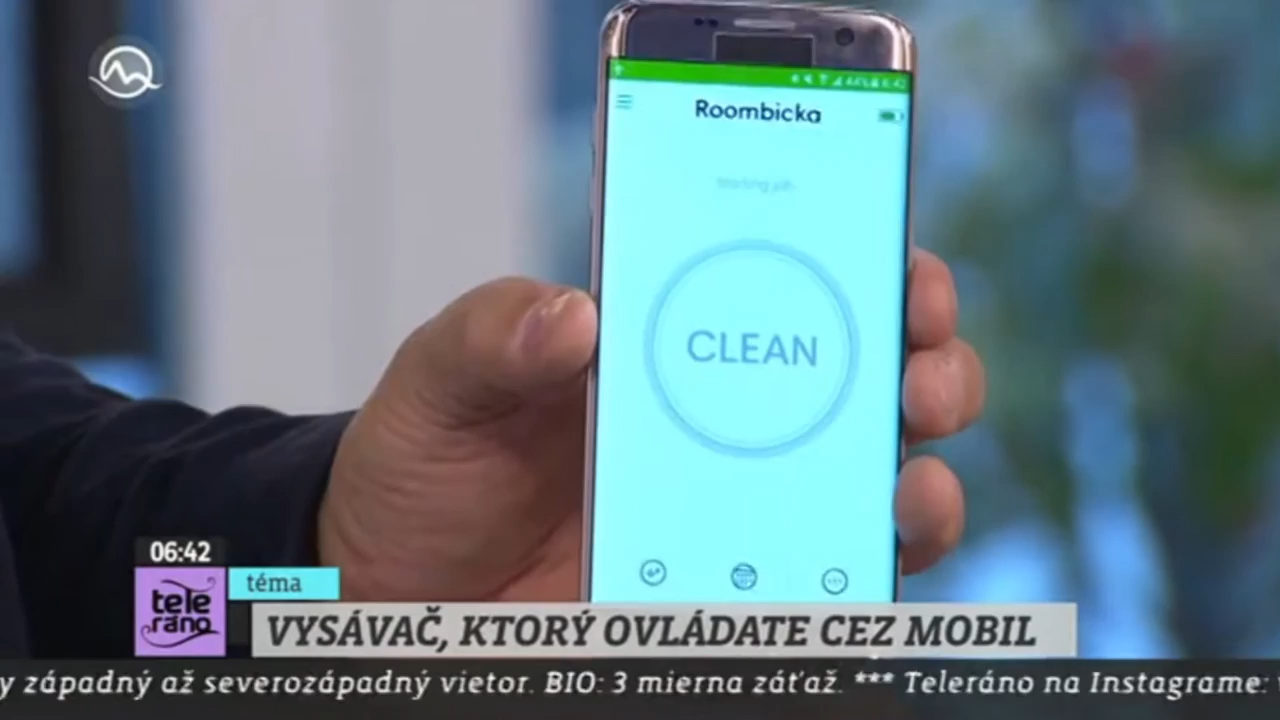 Roombicka
CLEAN
06:42
tele
ráno
téma
VYSÁVAČ, KTORÝ OVLÁDATE CEZ MOBIL
y západný až severozápadný vietor. BIO: 3 mierna záťaž. *** Teleráno na Instagrame: